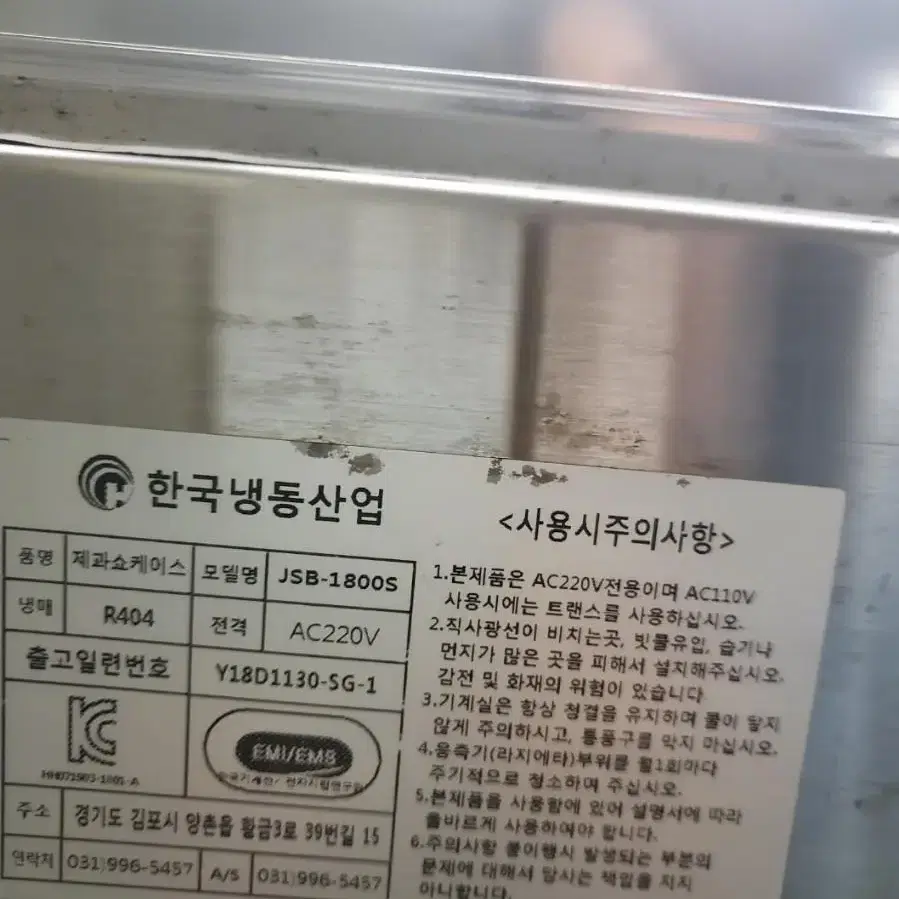 한국냉동산업
품명 제과쇼케이스 모델명 JSB-1800S
냉매 R404 전격 AC220V
출고일련번호 Y18D1130-SG-1
EMI/EMS
주소 경기도 김포시 양촌읍 황금3로 39번길 15
연락처 031)996-5457 A/S 031)996-5457
<사용시주의사항>
1.본제품은 AC220V전용이며 AC110V
사용시에는 트랜스를 사용하십시오.
2.직사광선이 비치는곳, 빗물유입, 습기나
먼지가 많은 곳을 피해서 설치해주십시오.
감전 및 화재의 위험이 있습니다
3.기계실은 항상 청결을 유지하며 물이 닿지
않게 주의하시고, 통풍구를 막지 마십시오.
4.응축기(라지에타)부위를 월1회마다
주기적으로 청소하며 주십시오.
5.본제품을 사용함에 있어 설명서에 따라
올바르게 사용하여야 합니다.
6.주의사항 불이행시 발생되는 부분의
문제에 대해서 당사는 책임을 지지
아니합니다.